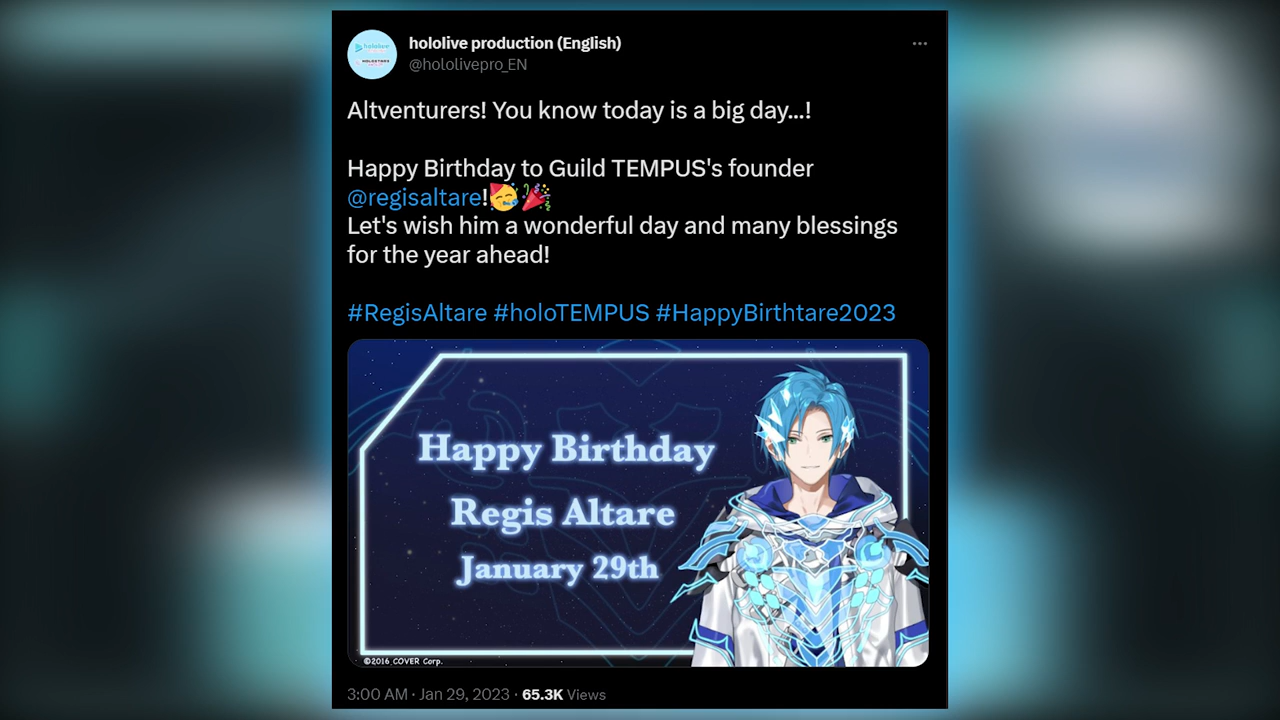 hololive production (English)
@hololivepro_EN
Altventurers! You know today is a big day...!
Happy Birthday to Guild TEMPUS's founder
@regisaltare!🥳🎉
Let's wish him a wonderful day and many blessings
for the year ahead!
#RegisAltare #holoTEMPUS #HappyBirthtare2023
Happy Birthday
Regis Altare
January 29th
©2016 COVER Corp.
3:00 AM · Jan 29, 2023 · 65.3K Views